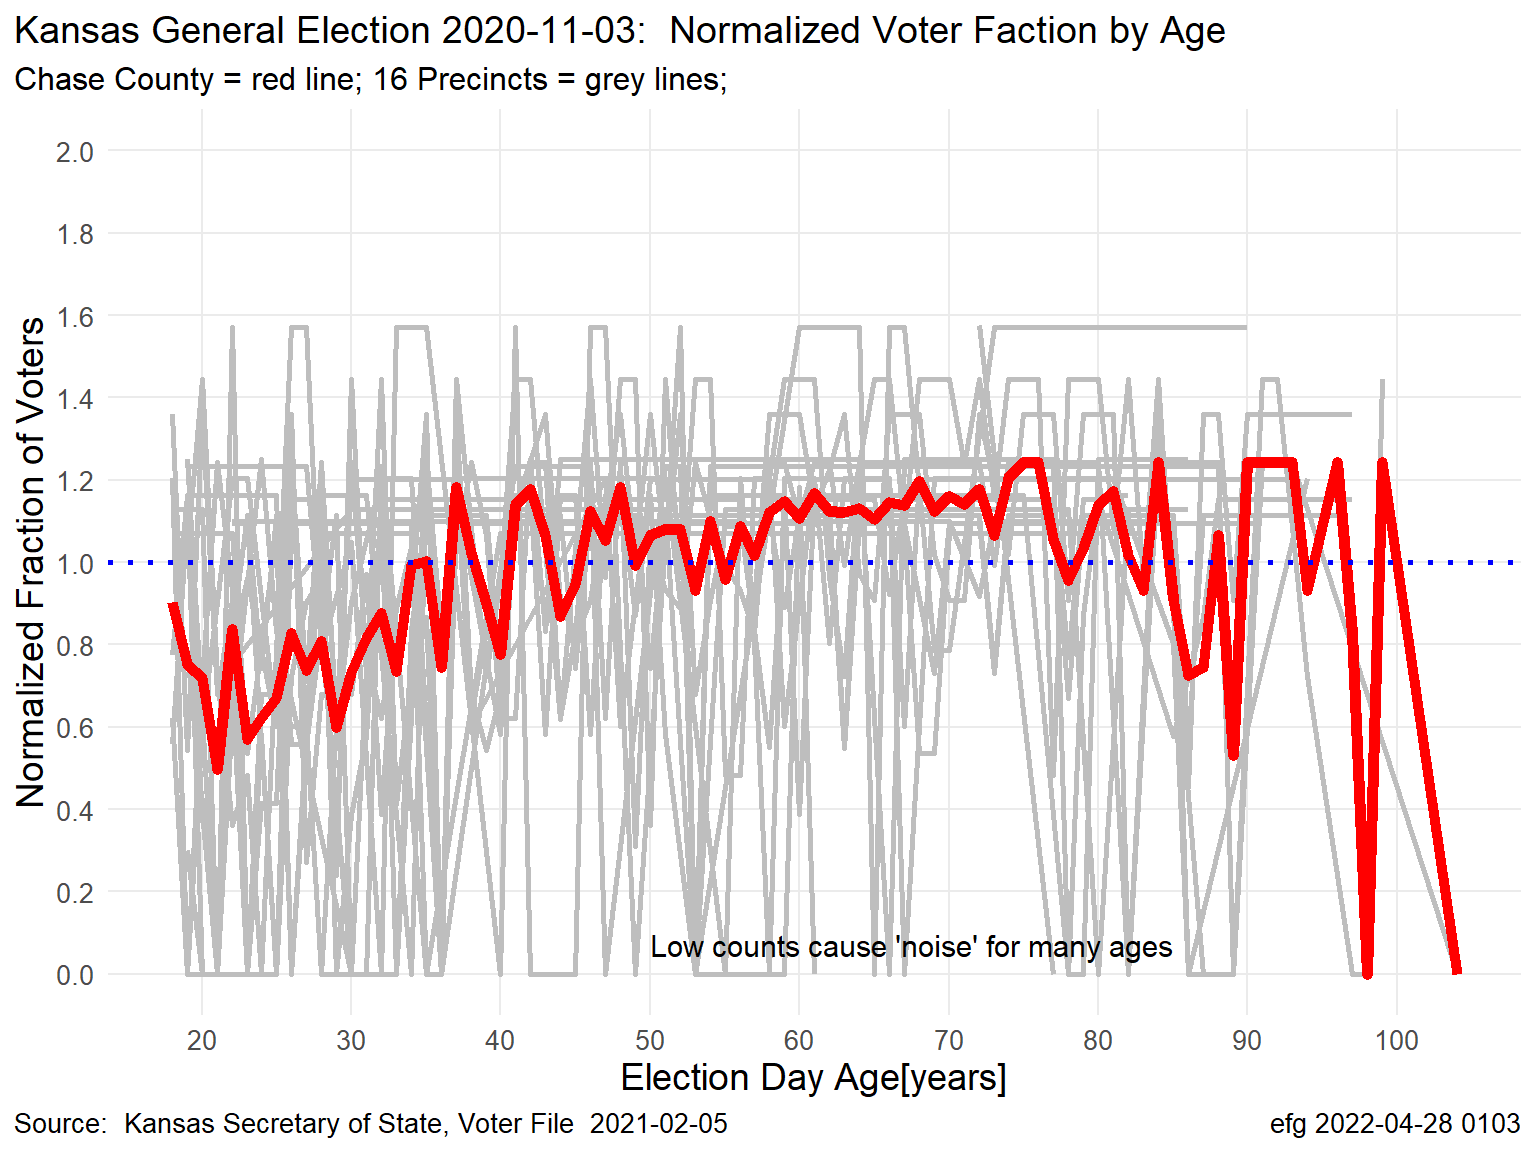 Kansas General Election 2020-11-03:  Normalized Voter Faction by Age
Chase County = red line; 16 Precincts = grey lines;
Normalized Fraction of Voters
2.0
1.8
1.6
1.4
1.2
1.0
0.8
0.6
0.4
0.2
0.0
Low counts cause 'noise' for many ages
20 30 40 50 60 70 80 90 100
Election Day Age[years]
Source:  Kansas Secretary of State, Voter File  2021-02-05
efg 2022-04-28 0103